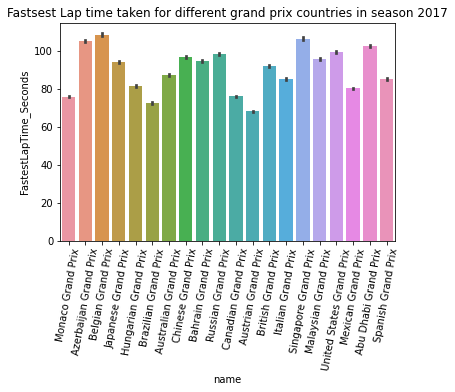 Fastsest Lap time taken for different grand prix countries in season 2017
FastestLapTime_Seconds
100
80
60
40
20
0
Monaco Grand Prix
Azerbaijan Grand Prix
Belgian Grand Prix
Japanese Grand Prix
Hungarian Grand Prix
Brazilian Grand Prix
Australian Grand Prix
Chinese Grand Prix
Bahrain Grand Prix
Russian Grand Prix
Canadian Grand Prix
Austrian Grand Prix
British Grand Prix
Italian Grand Prix
Singapore Grand Prix
Malaysian Grand Prix
United States Grand Prix
Mexican Grand Prix
Abu Dhabi Grand Prix
Spanish Grand Prix
name